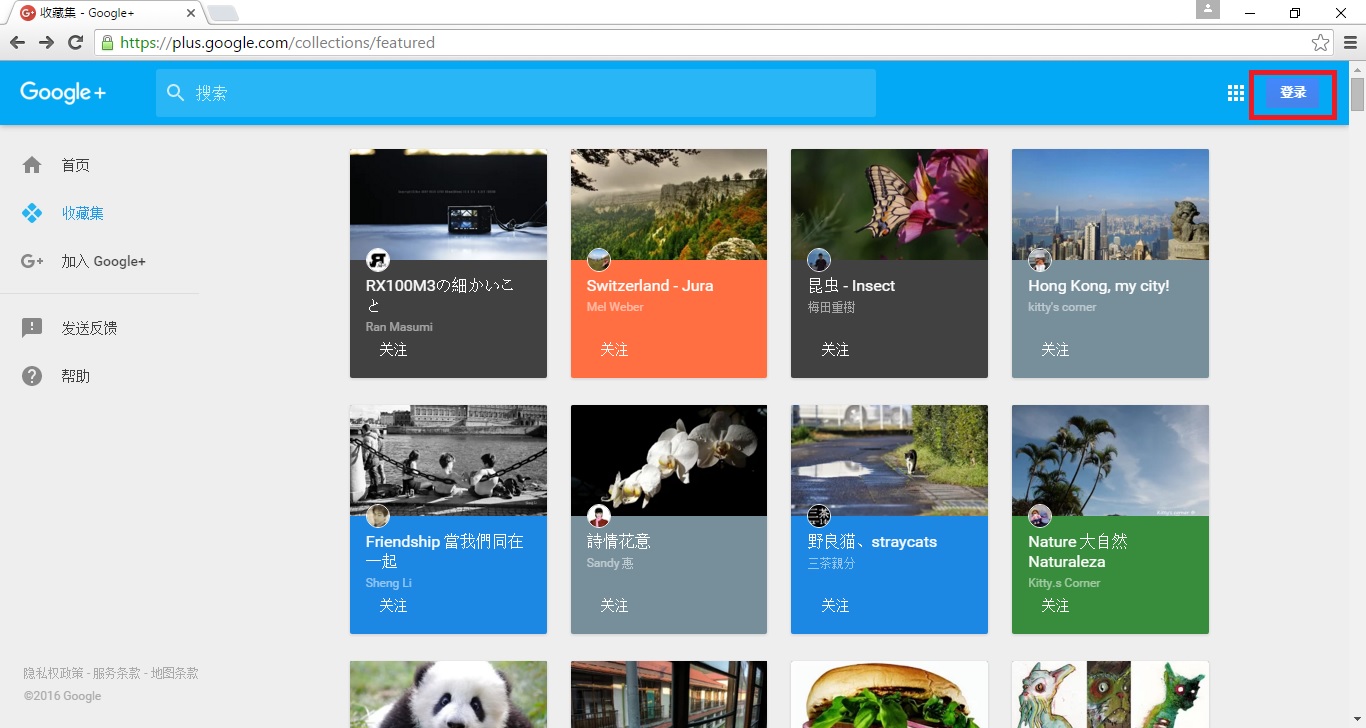 收藏集 - Google+
https://plus.google.com/collections/featured
Google+
搜索
登录
首页
收藏集
加入 Google+
发送反馈
帮助
RX100M3の細かいこ
と
Ran Masumi
关注
Switzerland - Jura
Mel Weber
关注
昆虫 - Insect
梅田重樹
关注
Hong Kong, my city!
kitty's corner
关注
Friendship 當我們同在
一起
Sheng Li
关注
詩情花意
Sandy 惠
关注
三茶
野良猫、straycats
三茶親分
关注
Nature 大自然
Naturaleza
Kitty.s Corner
关注
隐私权政策 - 服务条款 - 地图条款
©2016 Google